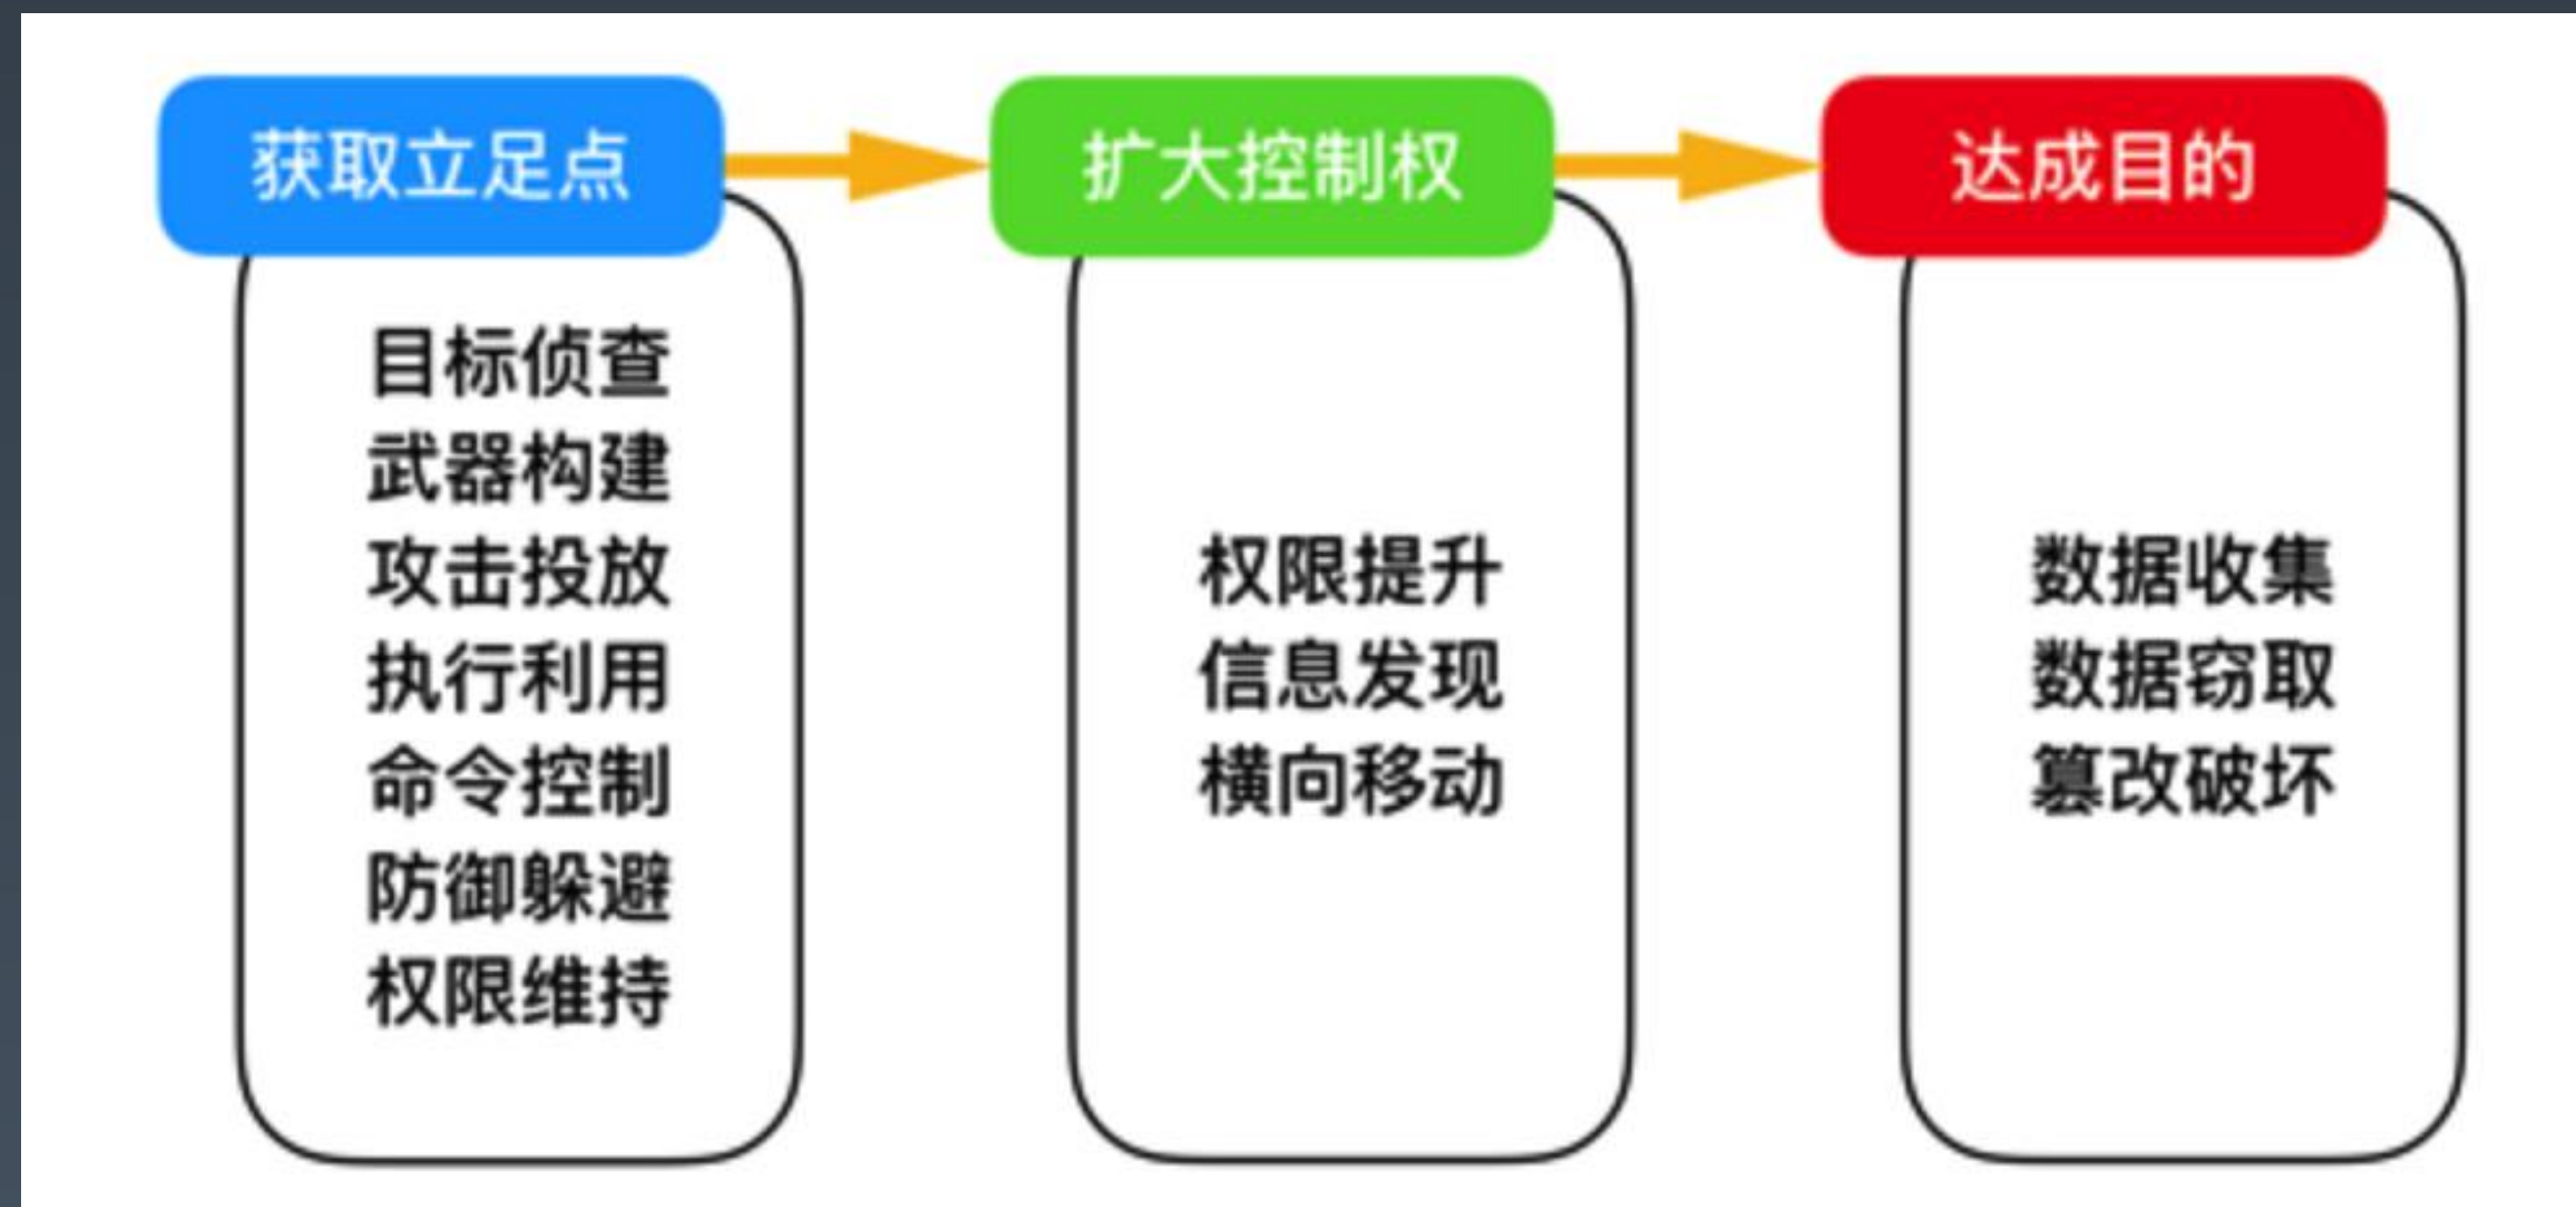 获取立足点
目标侦查
武器构建
攻击投放
执行利用
命令控制
防御躲避
权限维持
扩大控制权
权限提升
信息发现
横向移动
达成目的
数据收集
数据窃取
篡改破坏